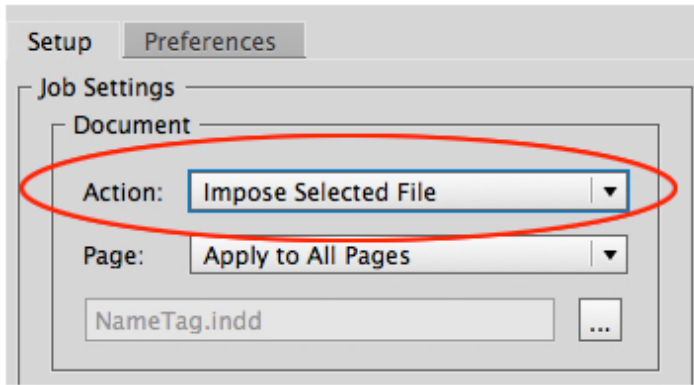 Setup Preferences
Job Settings
Document
Action: Impose Selected File
Page: Apply to All Pages
NameTag.indd ...